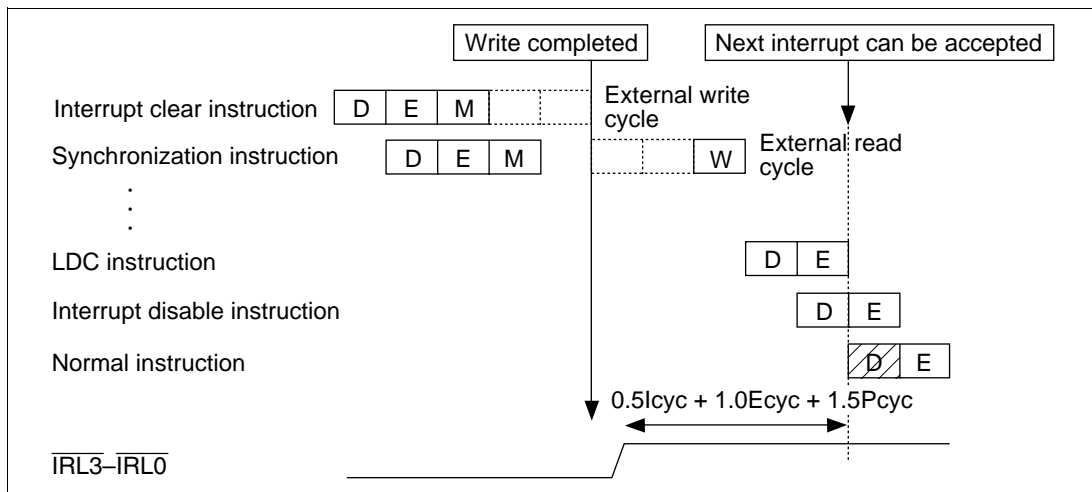 Write completed
Next interrupt can be accepted
Interrupt clear instruction
D E M
External write
cycle
Synchronization instruction
D E M
W
External read
cycle
.
.
.
LDC instruction
D E
Interrupt disable instruction
D E
Normal instruction
D E
0.5Icyc + 1.0Ecyc + 1.5Pcyc
IRL3–IRL0